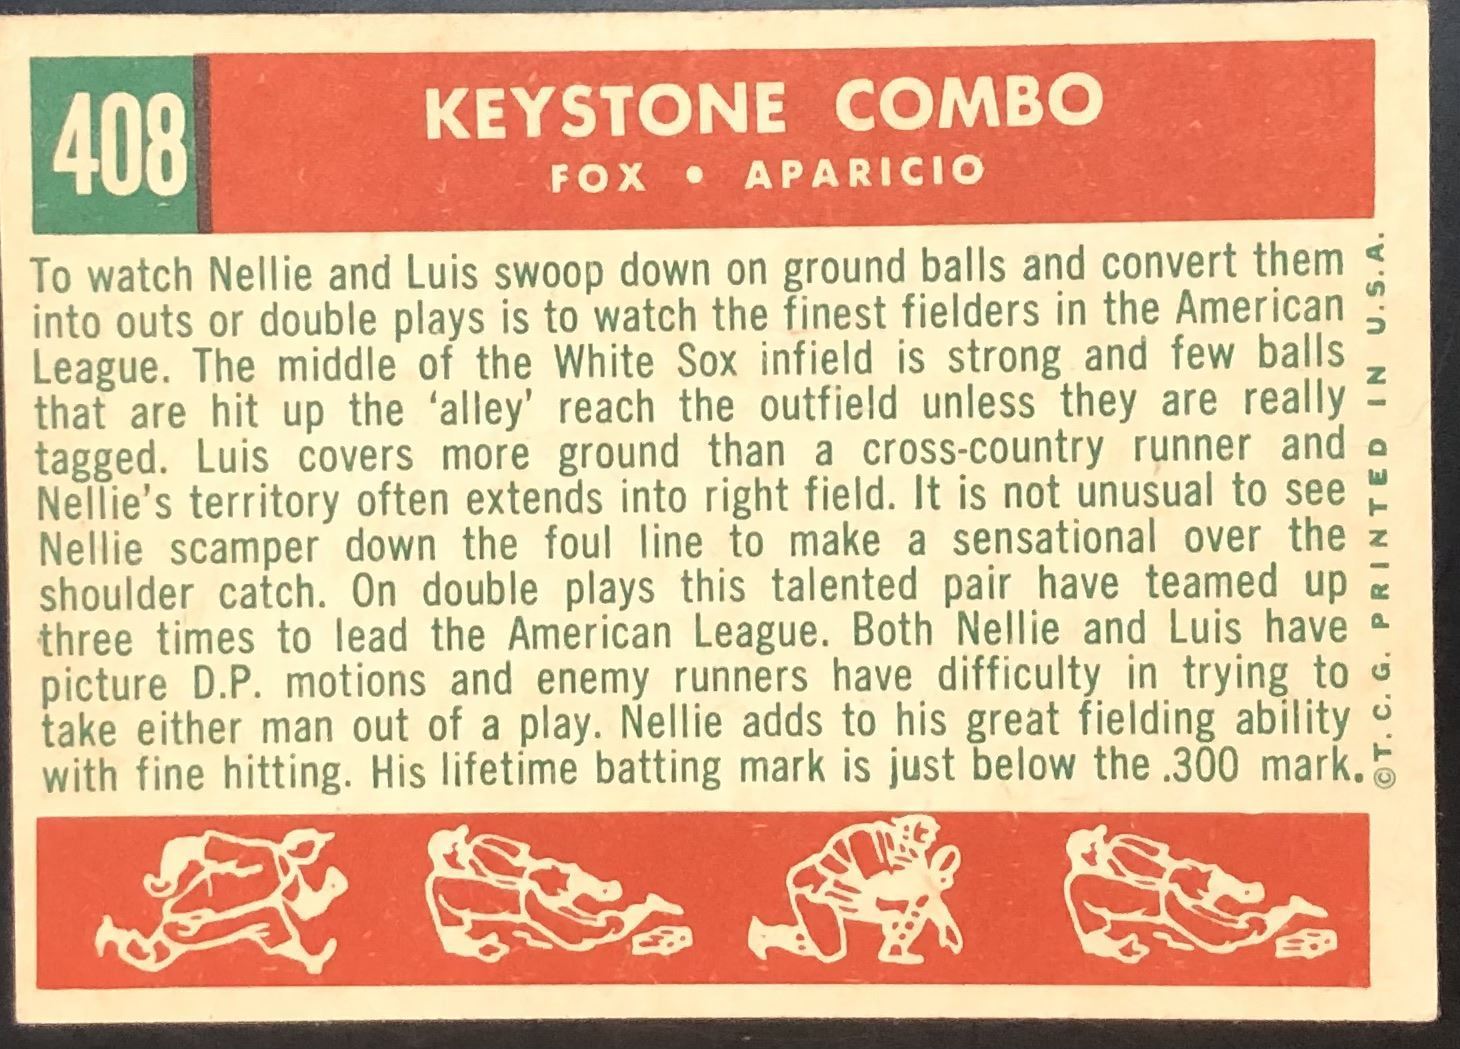 408
KEYSTONE COMBO
FOX • APARICIO
To watch Nellie and Luis swoop down on ground balls and convert them
into outs or double plays is to watch the finest fielders in the American
League. The middle of the White Sox infield is strong and few balls
that are hit up the 'alley' reach the outfield unless they are really
tagged. Luis covers more ground than a cross-country runner and
Nellie's territory often extends into right field. It is not unusual to see
Nellie scamper down the foul line to make a sensational over the
shoulder catch. On double plays this talented pair have teamed up
three times to lead the American League. Both Nellie and Luis have
picture D.P. motions and enemy runners have difficulty in trying to
take either man out of a play. Nellie adds to his great fielding ability
with fine hitting. His lifetime batting mark is just below the .300 mark.
©T.C.G. PRINTED IN U.S.A.